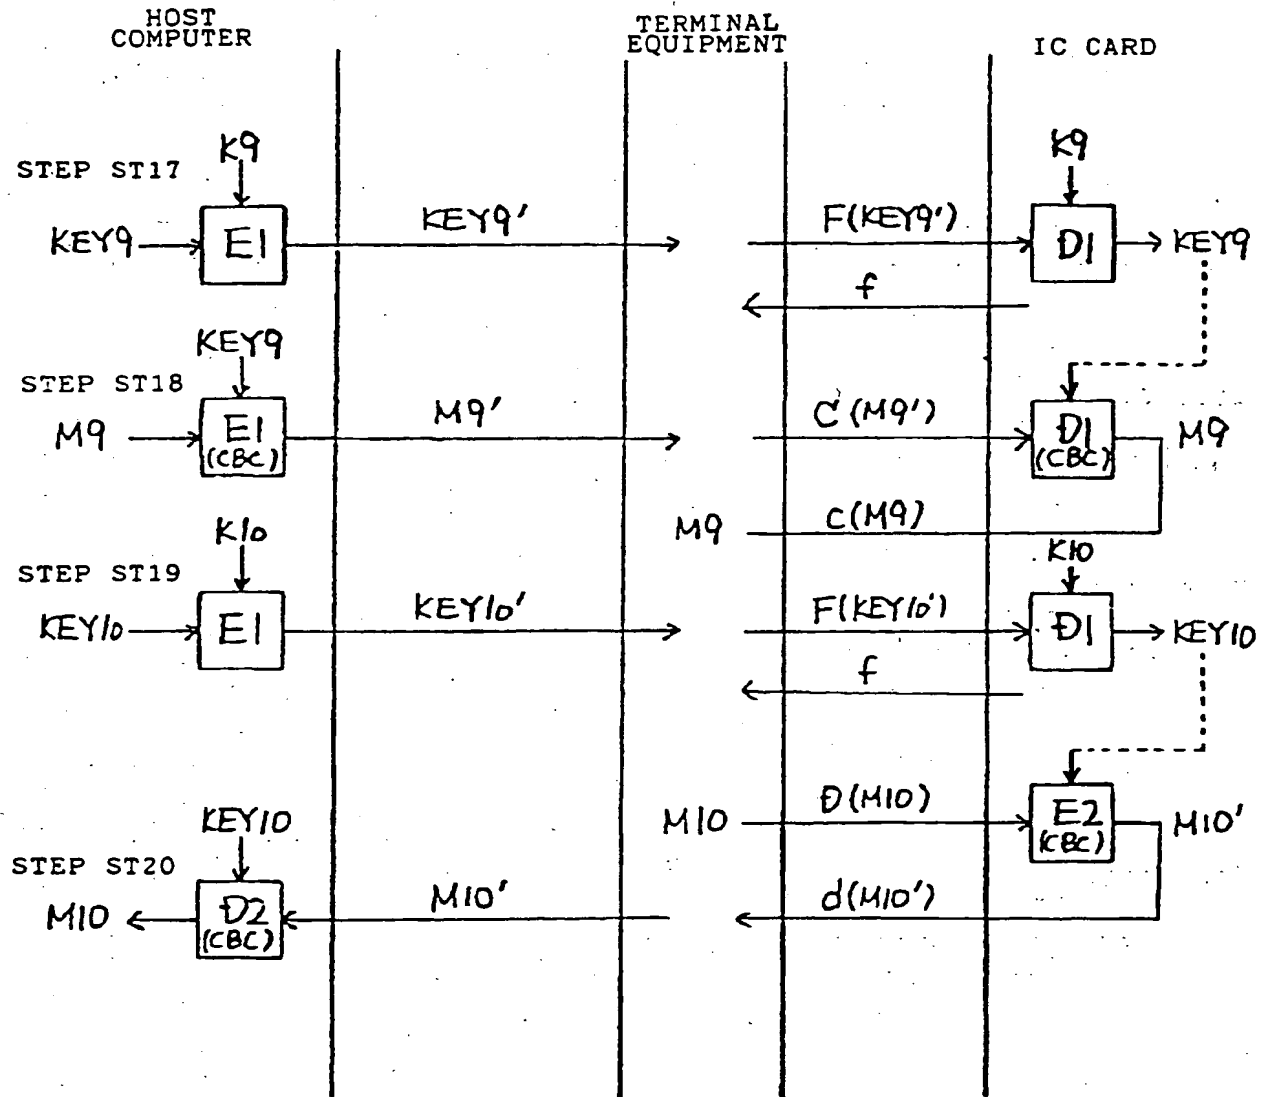 HOST
COMPUTER
TERMINAL
EQUIPMENT
IC CARD
K9
K9
STEP ST17
KEY9
E1
KEY9'
F(KEY9')
D1
KEY9
f
KEY9
STEP ST18
M9
E1
(CBC)
M9'
C(M9')
D1
(CBC)
M9
M9
c(M9)
K10
K10
STEP ST19
KEY10
E1
KEY10'
F(KEY10')
D1
KEY10
f
KEY10
M10
D(M10)
E2
(CBC)
M10'
STEP ST20
M10
D2
(CBC)
M10'
d(M10')